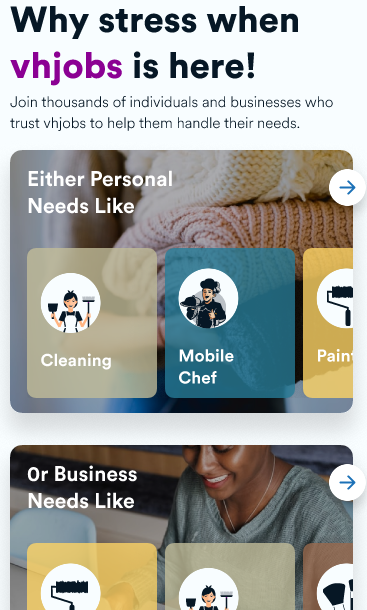 Why stress when
vhjobs is here!
Join thousands of individuals and businesses who
trust vhjobs to help them handle their needs.
Either Personal
Needs Like
Cleaning
Mobile
Chef
Paint
0r Business
Needs Like